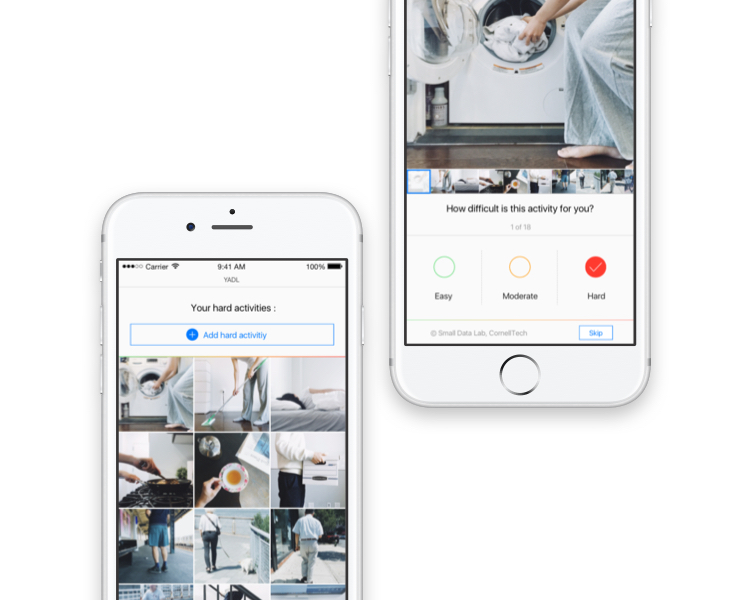 How difficult is this activity for you?
1 of 18
Easy
Moderate
Hard
© Small Data Lab, CornellTech
Skip
Carrier
9:41 AM
100%
YADL
Your hard activities :
Add hard activitiy